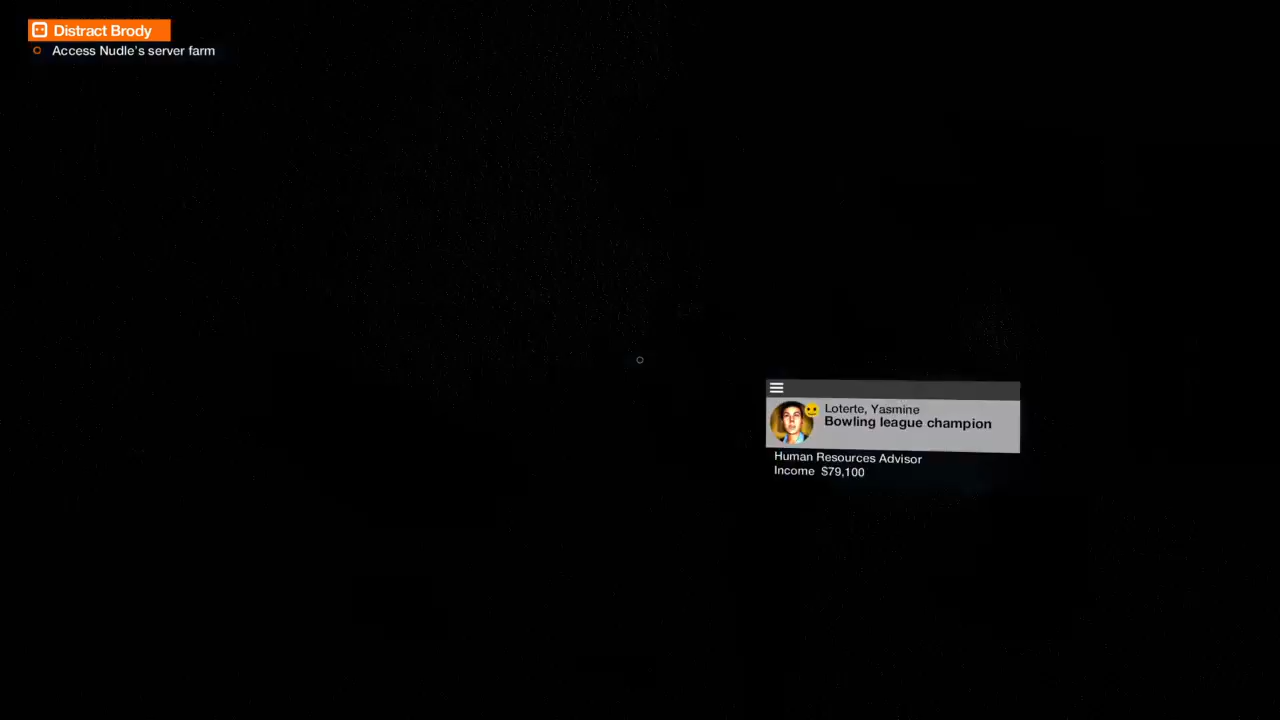 Distract Brody
Access Nudle's server farm
Loterte, Yasmine
Bowling league champion
Human Resources Advisor
Income $79,100